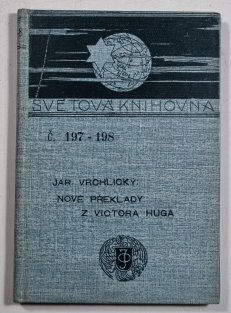 SVĚTOVÁ KNIHOVNA
Č. 197-198
JAR. VRCHLICKÝ:
NOVÉ PŘEKLADY
Z VICTORA HUGA